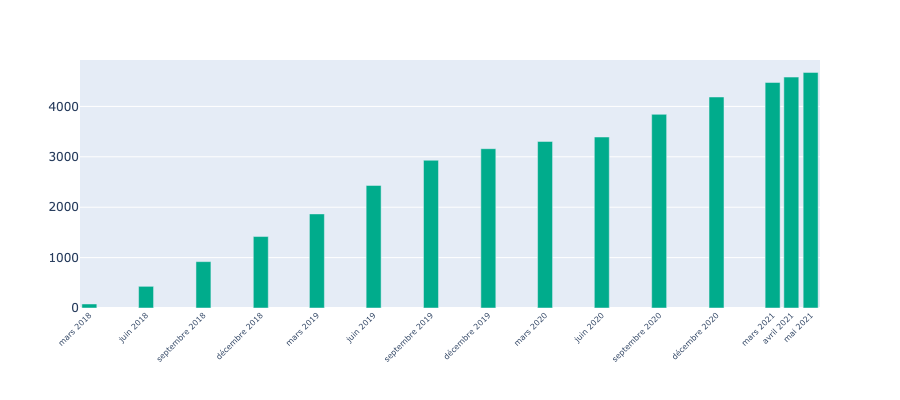 4000
3000
2000
1000
0
mars 2018
juin 2018
septembre 2018
décembre 2018
mars 2019
juin 2019
septembre 2019
décembre 2019
mars 2020
juin 2020
septembre 2020
décembre 2020
mars 2021
avril 2021
mai 2021